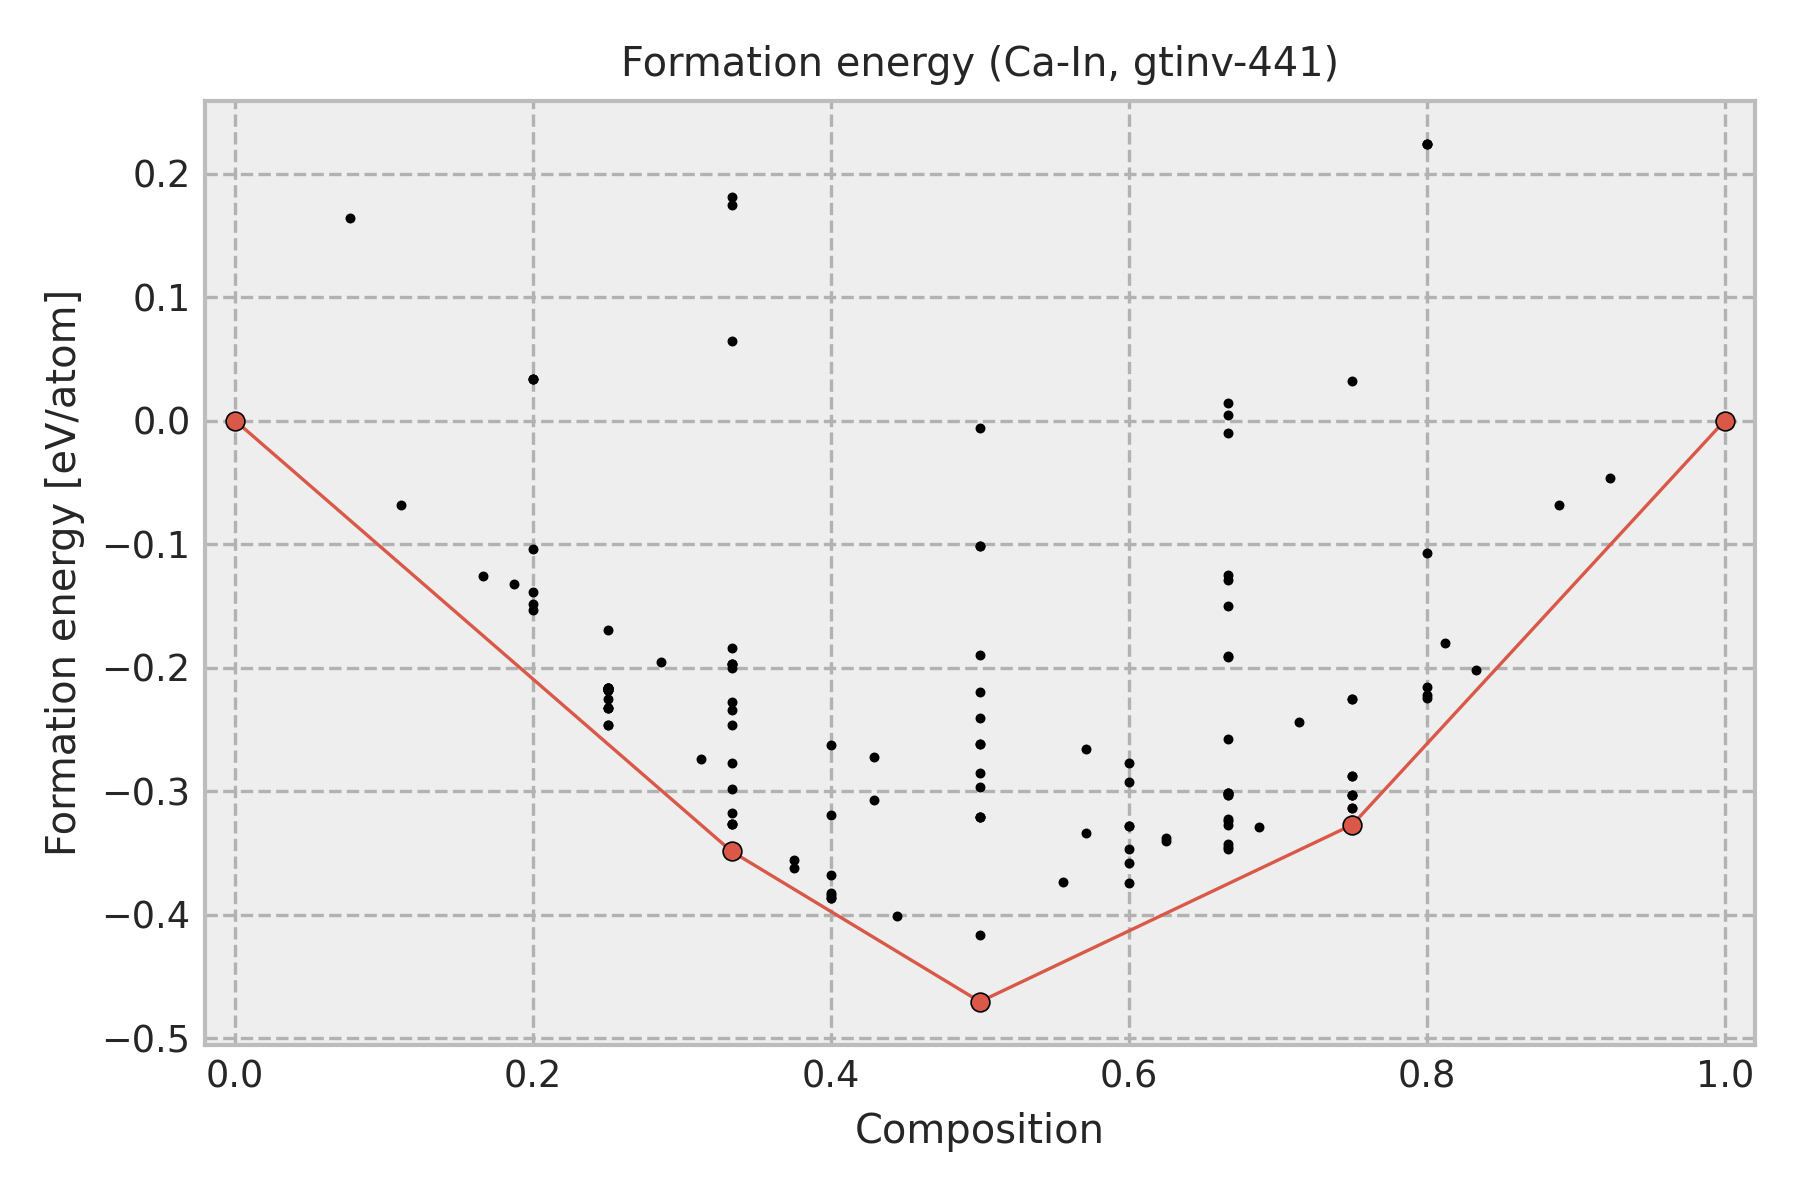 Formation energy (Ca-In, gtinv-441)
Formation energy [eV/atom]
0.2
0.1
0.0
−0.1
−0.2
−0.3
−0.4
−0.5
0.0 0.2 0.4 0.6 0.8 1.0
Composition